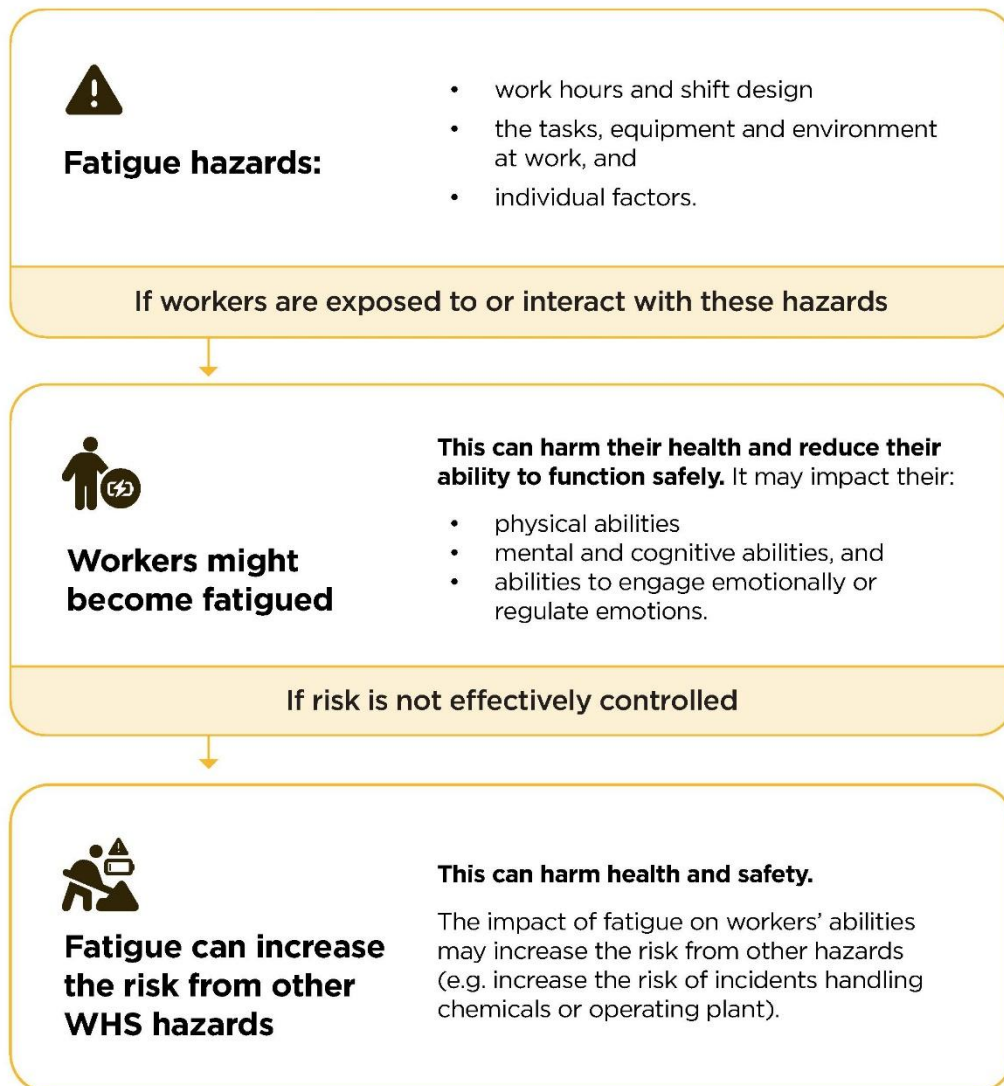 Fatigue hazards:
• work hours and shift design
• the tasks, equipment and environment
at work, and
• individual factors.
If workers are exposed to or interact with these hazards
Workers might
become fatigued
This can harm their health and reduce their
ability to function safely. It may impact their:
• physical abilities
• mental and cognitive abilities, and
• abilities to engage emotionally or
regulate emotions.
If risk is not effectively controlled
Fatigue can increase
the risk from other
WHS hazards
This can harm health and safety.
The impact of fatigue on workers’ abilities
may increase the risk from other hazards
(e.g. increase the risk of incidents handling
chemicals or operating plant).